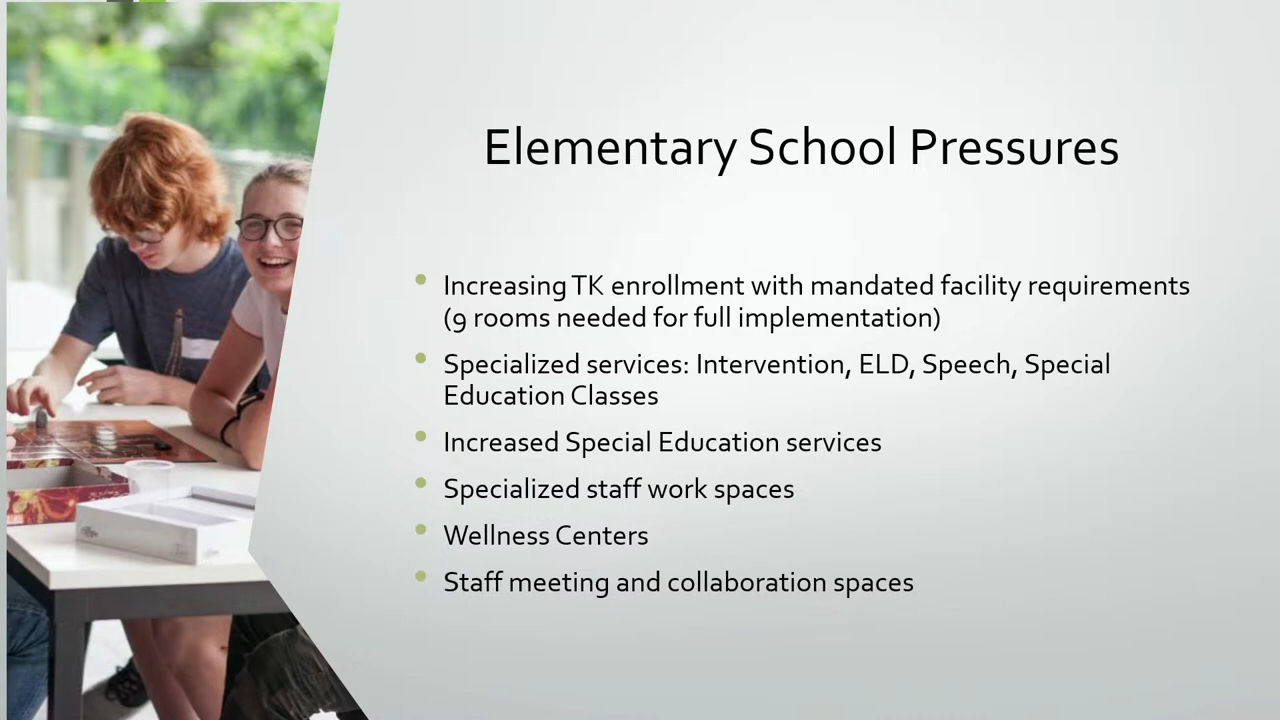 Elementary School Pressures
Increasing TK enrollment with mandated facility requirements
(9 rooms needed for full implementation)
Specialized services: Intervention, ELD, Speech, Special
Education Classes
Increased Special Education services
Specialized staff work spaces
Wellness Centers
Staff meeting and collaboration spaces